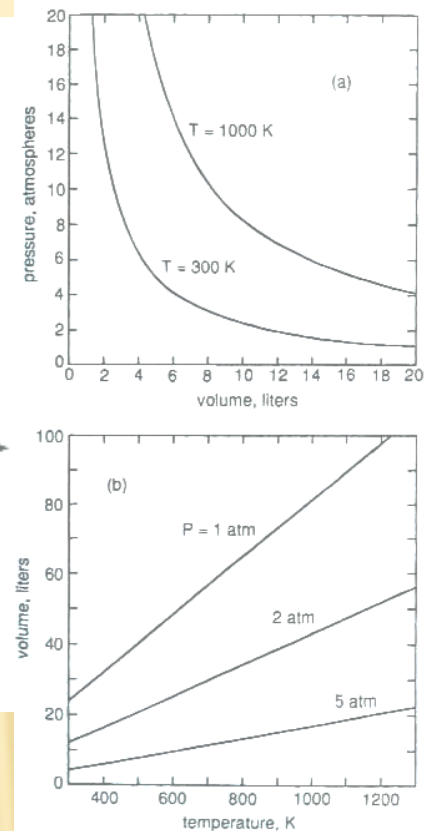 20
18
16
14
12
10
8
6
4
2
0
pressure, atmospheres
(a)
T = 1000 K
T = 300 K
0 2 4 6 8 10 12 14 16 18 20
volume, liters
100
80
60
40
20
0
volume, liters
(b)
P = 1 atm
2 atm
5 atm
400 600 800 1000 1200
temperature, K